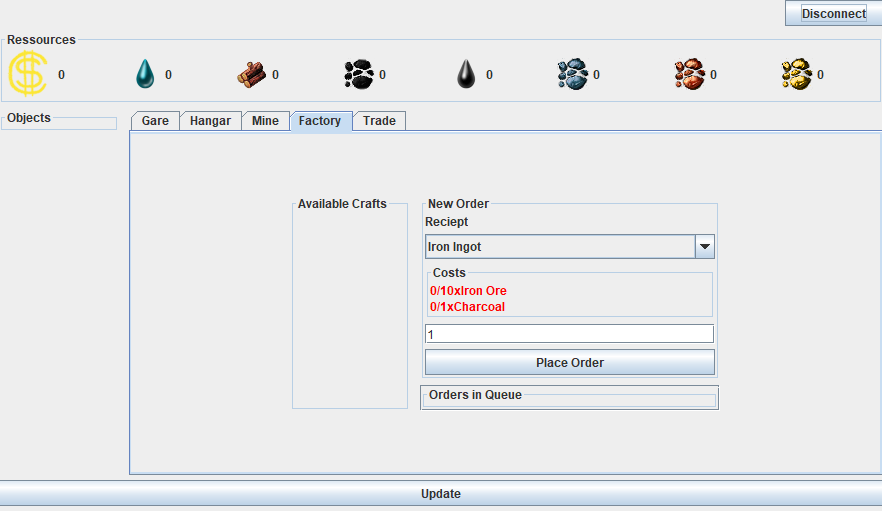 Disconnect
Ressources
0 0 0 0 0 0 0 0
Objects
Gare Hangar Mine Factory Trade
Available Crafts
New Order
Reciept
Iron Ingot
Costs
0/10xIron Ore
0/1xCharcoal
1
Place Order
Orders in Queue
Update